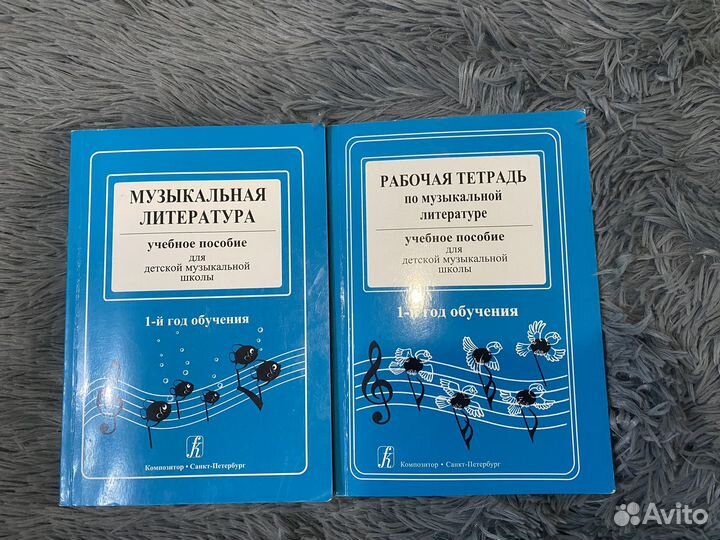 МУЗЫКАЛЬНАЯ
ЛИТЕРАТУРА
учебное пособие
для
детской музыкальной
школы
1-й год обучения
Композитор • Санкт-Петербург
РАБОЧАЯ ТЕТРАДЬ
по музыкальной
литературе
учебное пособие
для
детской музыкальной
школы
1-й год обучения
Композитор • Санкт-Петербург
Avito